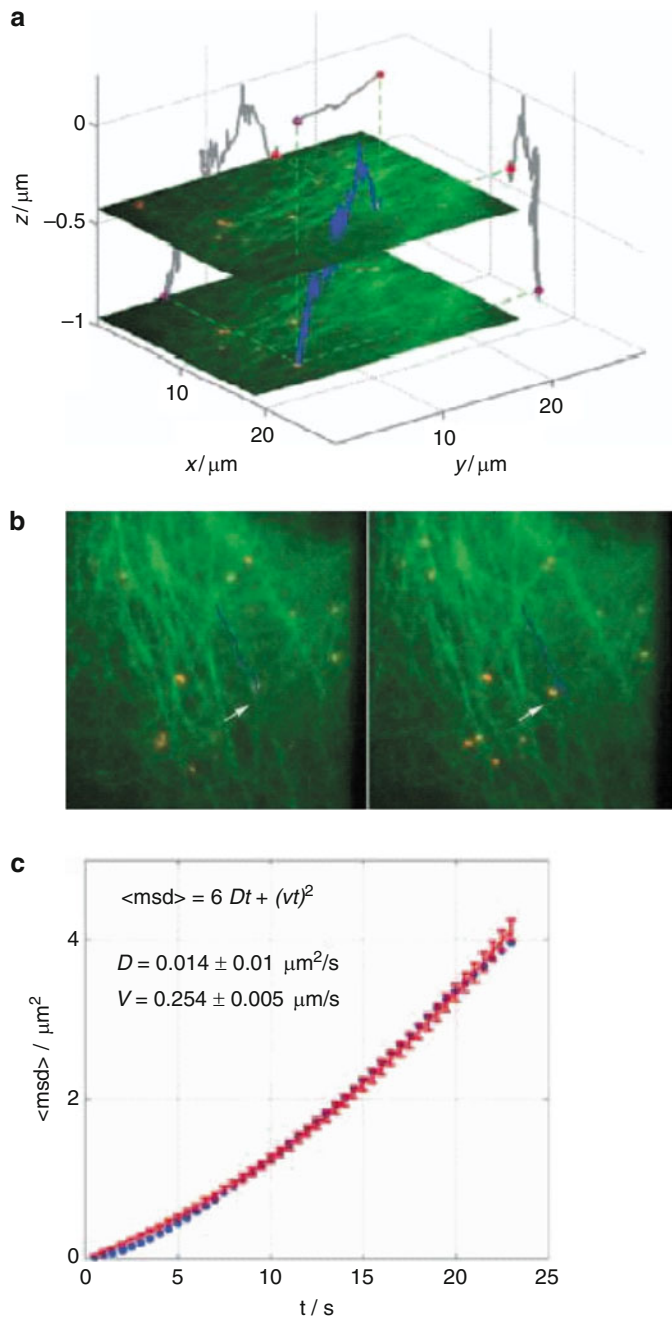 a
0
−0.5
−1
z/μm
10
20
x/μm
10
20
y/μm
b
c
<msd> = 6 Dt + (vt)²
D = 0.014 ± 0.01 μm²/s
V = 0.254 ± 0.005 μm/s
4
2
0
<msd> / μm²
0
5
10
15
20
25
t / s